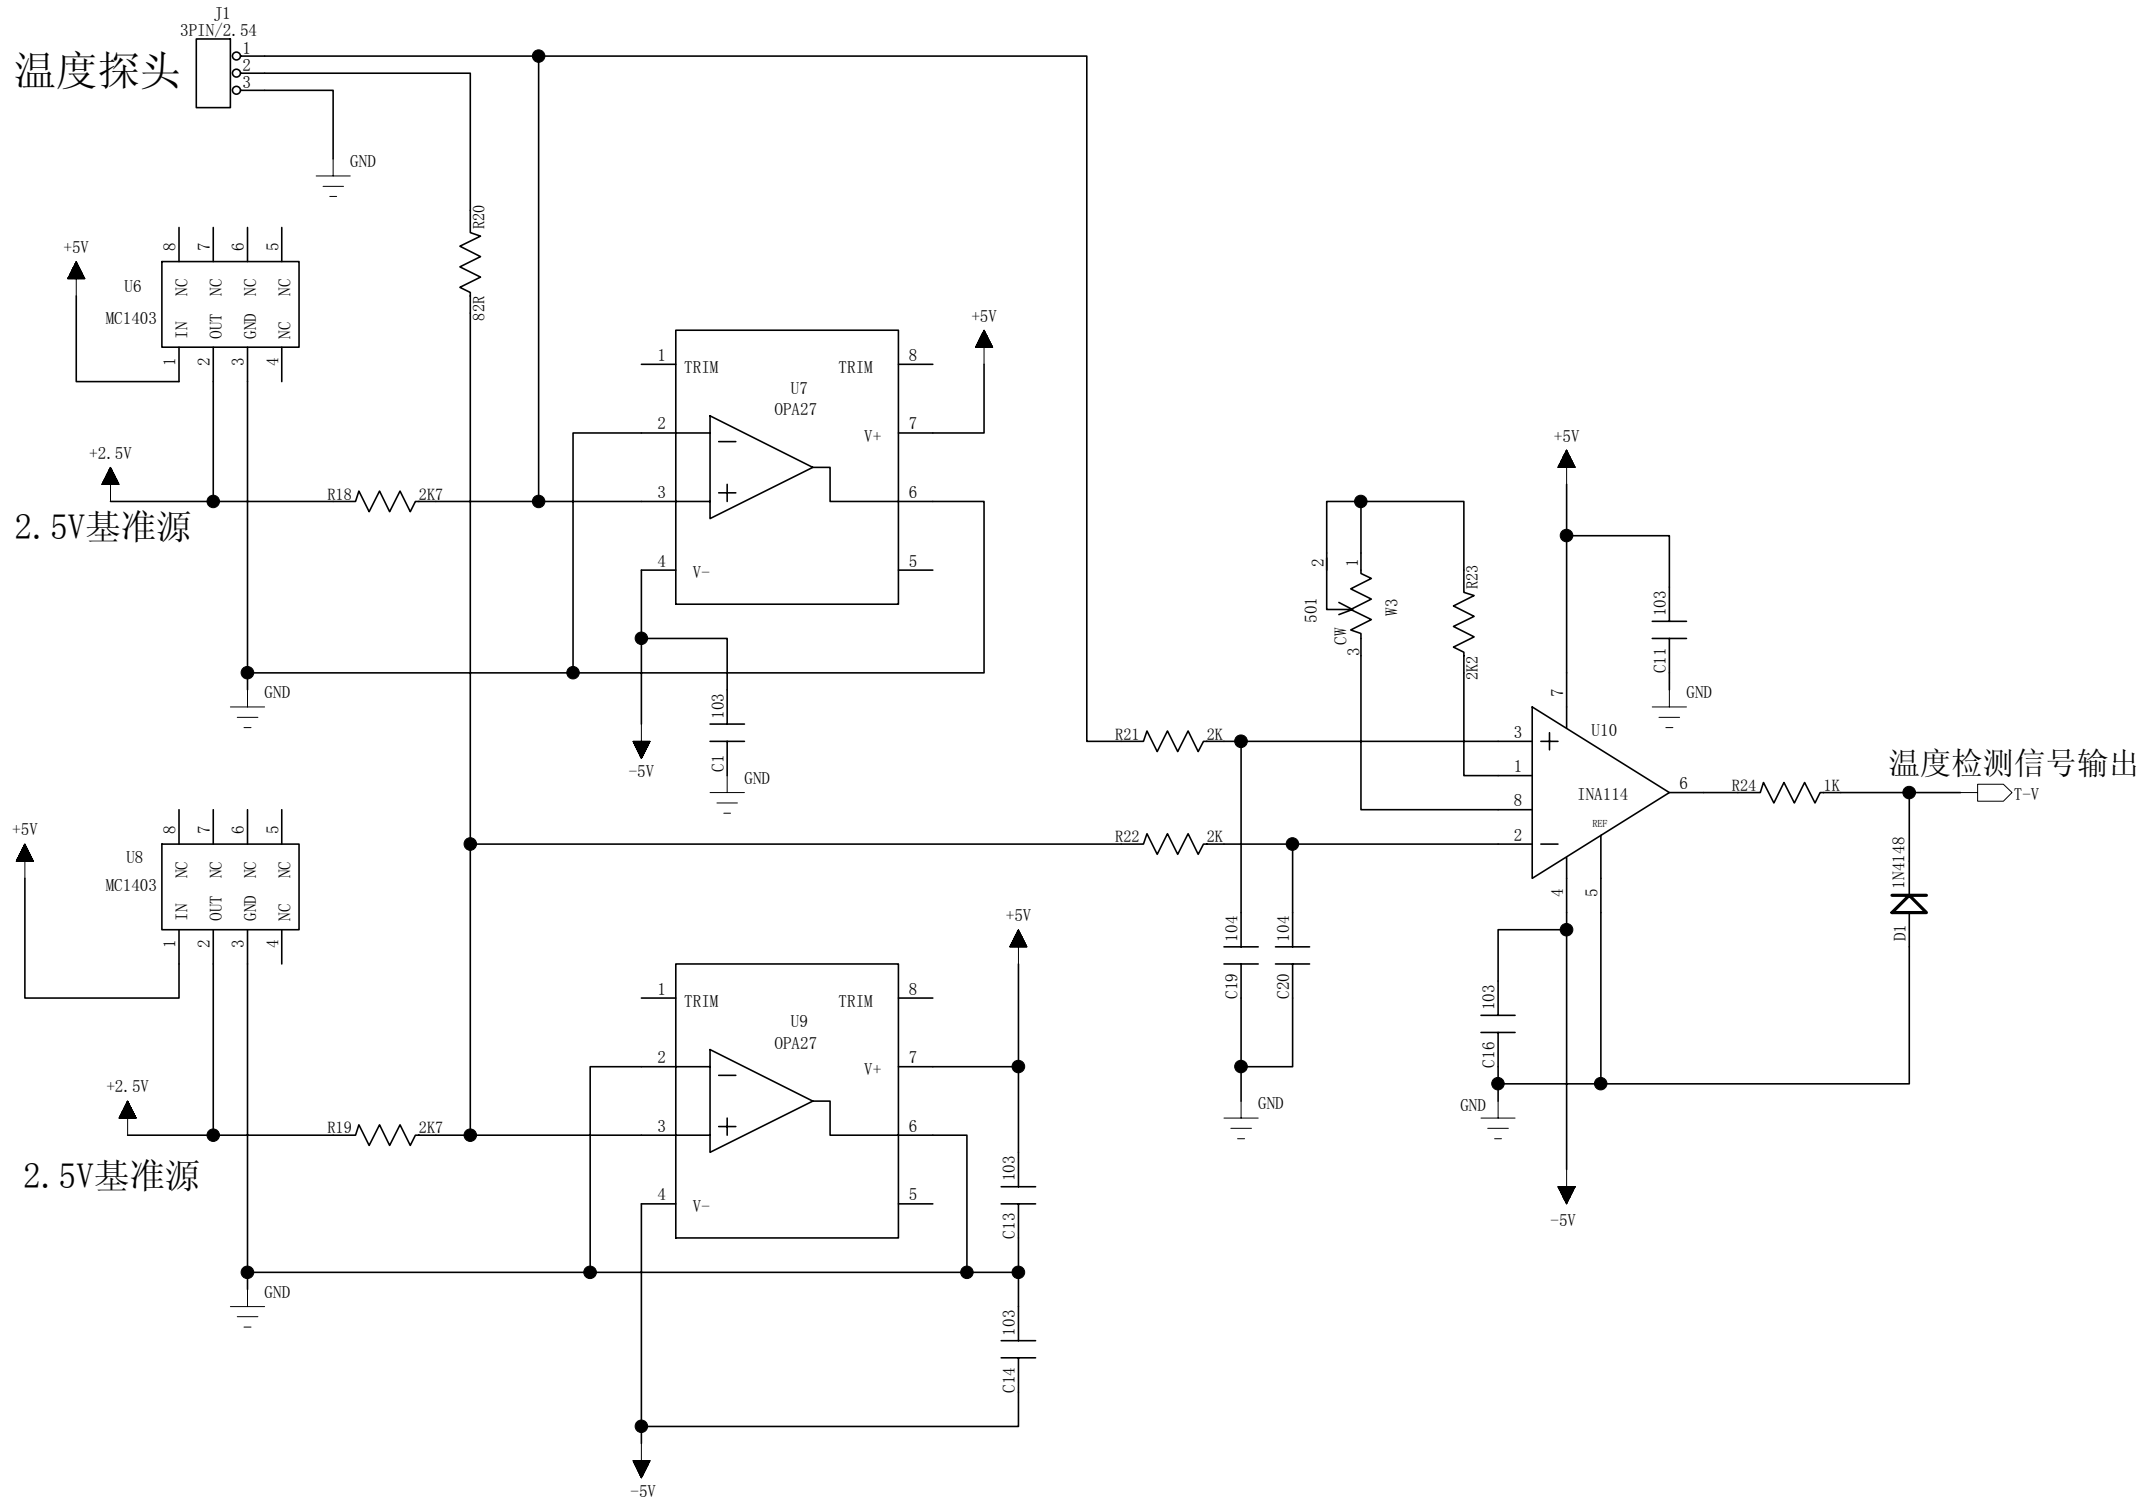 J1
3PIN/2.54
温度探头
1
2
3
GND
R20
82R
+5V
U6
MC1403
8 7 6 5
NC NC NC NC
IN OUT GND NC
1 2 3 4
+2.5V
2.5V基准源
R18 2K7
GND
U7
OPA27
1 TRIM
TRIM 8
2
V+ 7
3
6
4 V-
5
+5V
-5V
103
C1
GND
+5V
U8
MC1403
8 7 6 5
NC NC NC NC
IN OUT GND NC
1 2 3 4
+2.5V
2.5V基准源
R19 2K7
GND
U9
OPA27
1 TRIM
TRIM 8
2
V+ 7
3
6
4 V-
5
+5V
103
C13
103
C14
-5V
R21 2K
R22 2K
104
C19
104
C20
GND
2
1
501
CW
W3
3
R23
2K2
+5V
103
C11
GND
7
U10
INA114
REF
3
1
8
2
6
4
5
R24 1K
温度检测信号输出
T-V
1N4148
D1
103
C16
GND
-5V